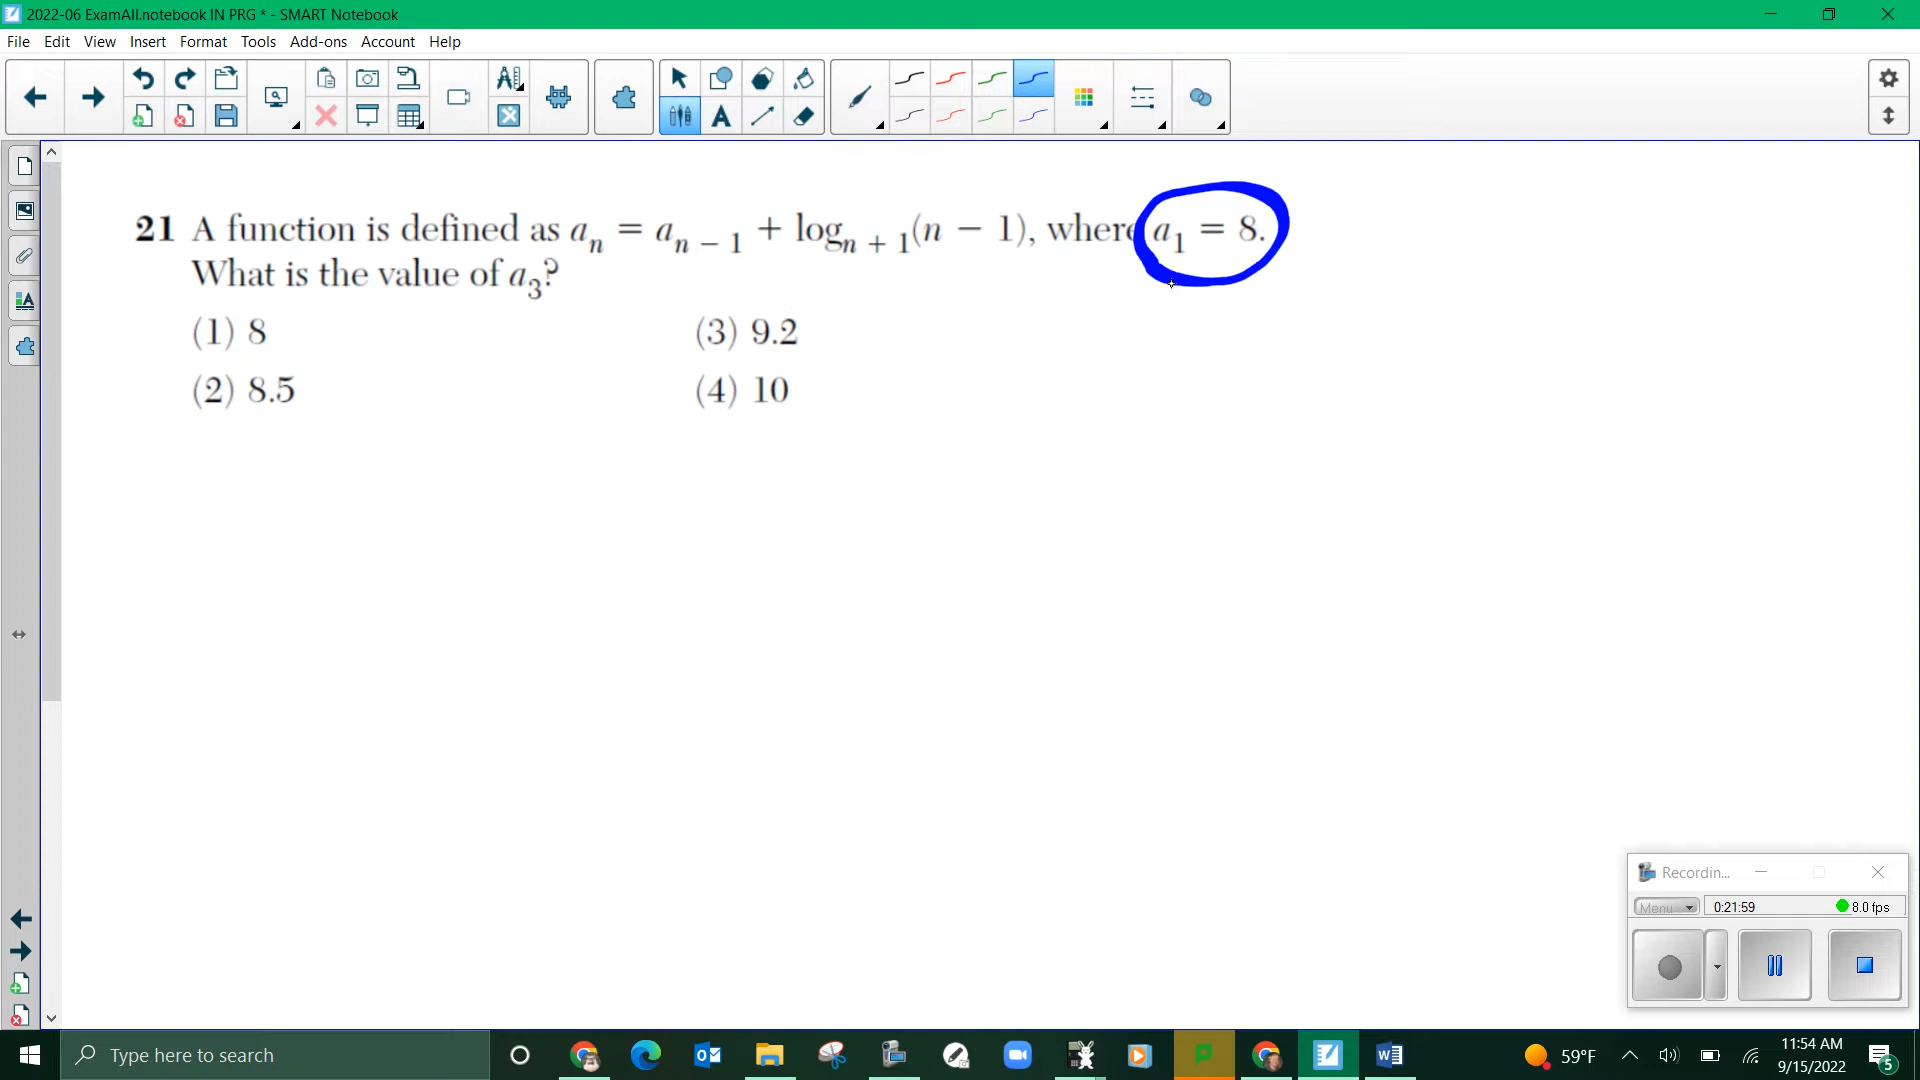 2022-06 ExamAll.notebook IN PRG * - SMART Notebook
File Edit View Insert Format Tools Add-ons Account Help
21 A function is defined as aₙ = aₙ ₋ ₁ + logₙ ₊ ₁(n − 1), where a₁ = 8.
What is the value of a₃?
(1) 8 (3) 9.2
(2) 8.5 (4) 10
Recordin...
Menu 0:21:59 8.0 fps
Type here to search
59°F
11:54 AM
9/15/2022
5